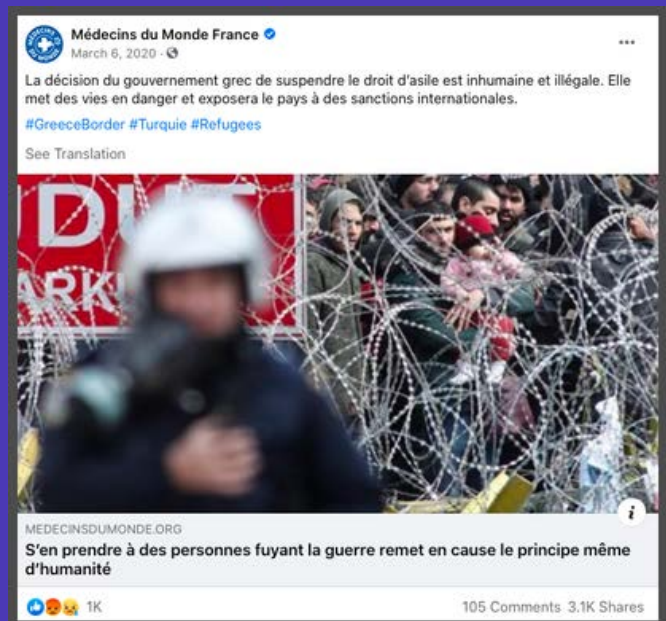 Médecins du Monde France
March 6, 2020 ·
La décision du gouvernement grec de suspendre le droit d'asile est inhumaine et illégale. Elle
met des vies en danger et exposera le pays à des sanctions internationales.
#GreeceBorder #Turquie #Refugees
See Translation
MEDECINSDUMONDE.ORG
S'en prendre à des personnes fuyant la guerre remet en cause le principe même
d'humanité
1K
105 Comments 3.1K Shares